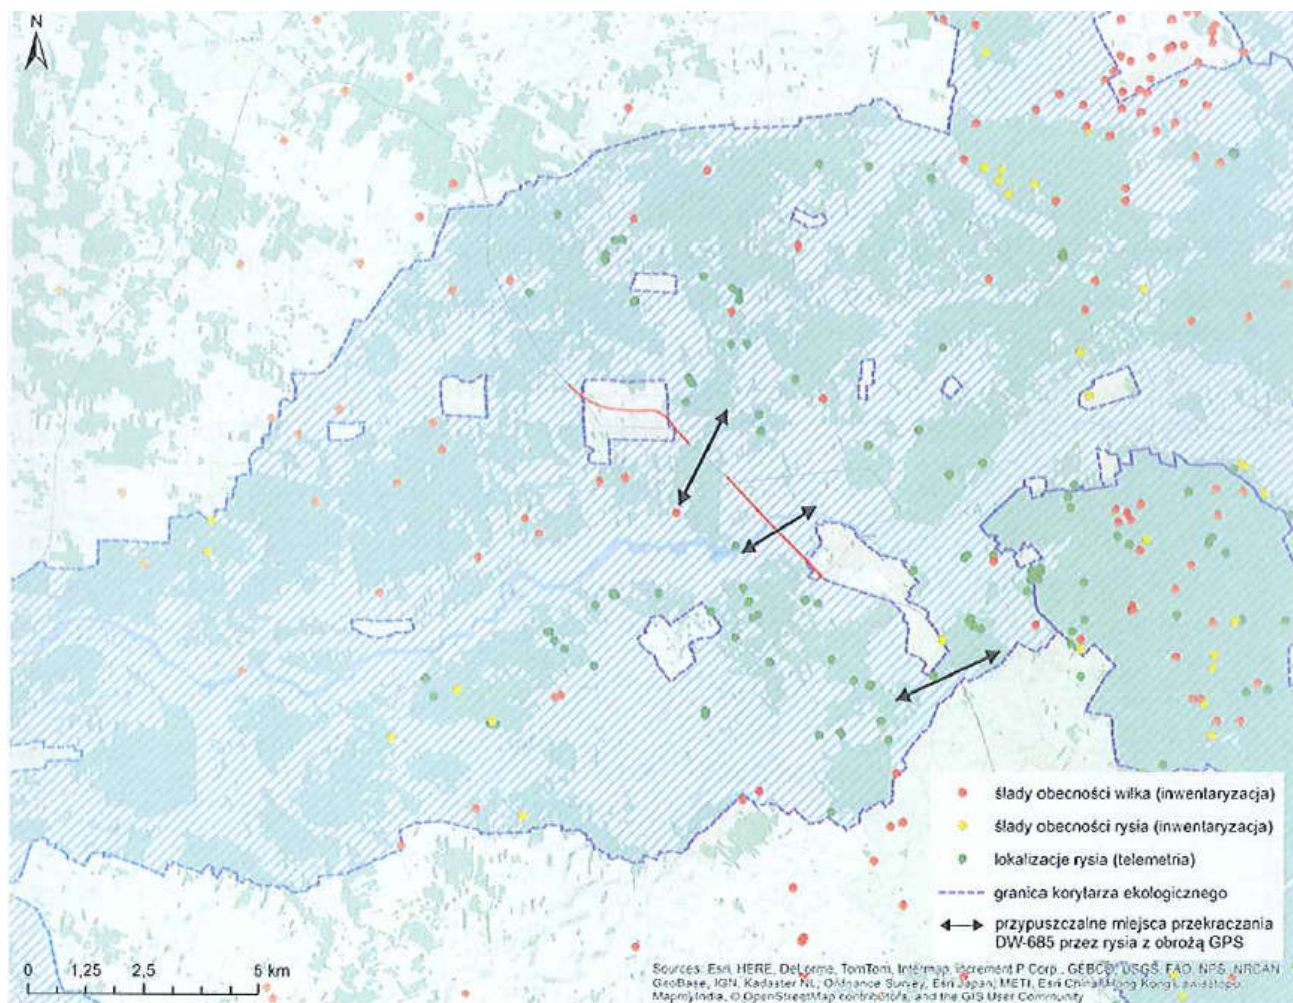 N
ślady obecności wilka (inwentaryzacja)
ślady obecności rysia (inwentaryzacja)
lokalizacje rysia (telemetria)
granica korytarza ekologicznego
przypuszczalne miejsca przekraczania
DW-685 przez rysia z obrożą GPS
0 1,25 2,5 5 km
Sources: Esri, HERE, DeLorme, TomTom, Intermap, increment P Corp., GEBCO, USGS, FAO, NPS, NRCAN,
GeoBase, IGN, Kadaster NL, Ordnance Survey, Esri Japan, METI, Esri China (Hong Kong), swisstopo,
MapmyIndia, © OpenStreetMap contributors, and the GIS User Community